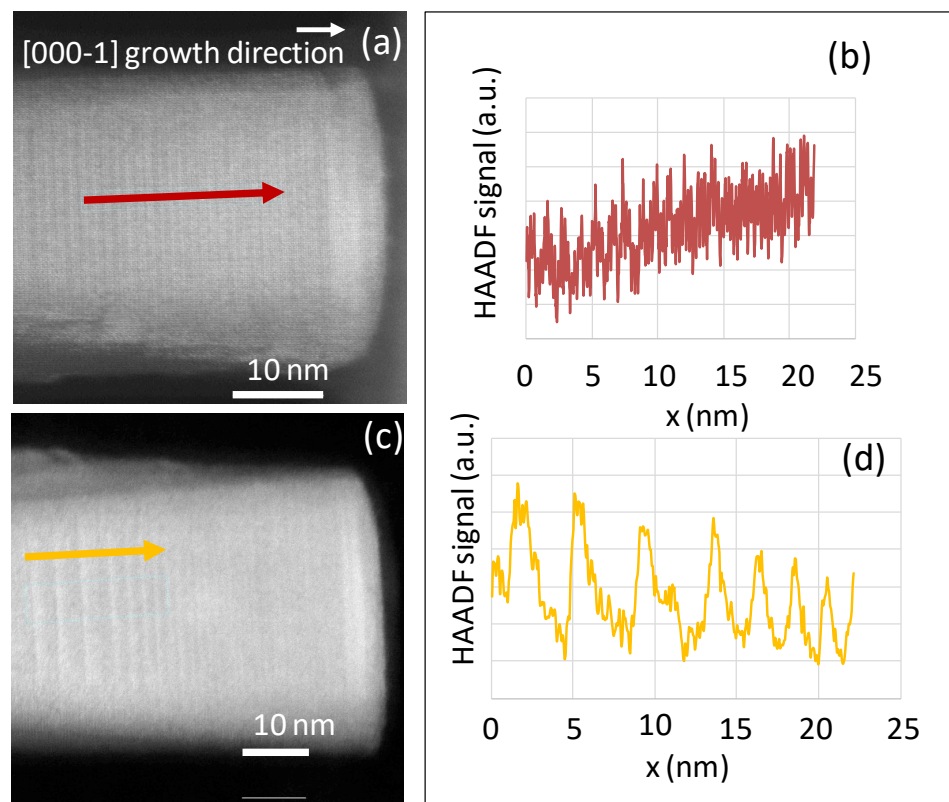 (a)
[000-1] growth direction
10 nm
(b)
HAADF signal (a.u.)
0 5 10 15 20 25
x (nm)
(c)
10 nm
(d)
HAADF signal (a.u.)
0 5 10 15 20 25
x (nm)